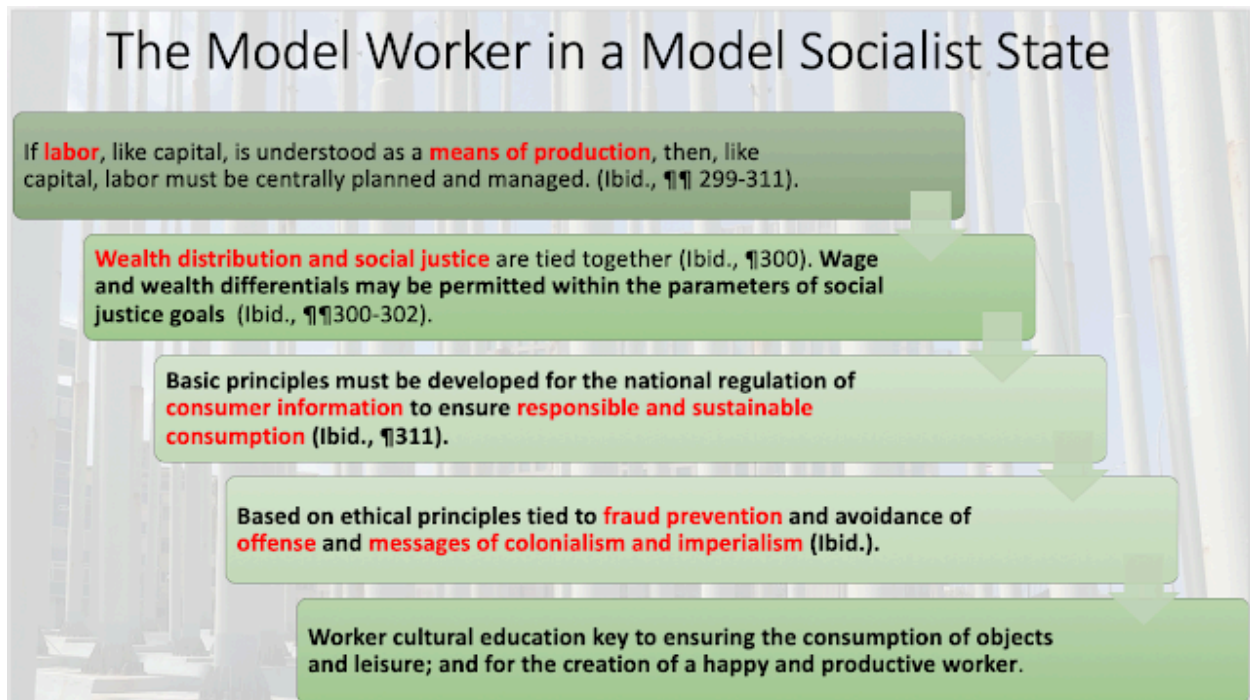 The Model Worker in a Model Socialist State
If labor, like capital, is understood as a means of production, then, like
capital, labor must be centrally planned and managed. (Ibid., ¶¶ 299-311).
Wealth distribution and social justice are tied together (Ibid., ¶300). Wage
and wealth differentials may be permitted within the parameters of social
justice goals (Ibid., ¶¶300-302).
Basic principles must be developed for the national regulation of
consumer information to ensure responsible and sustainable
consumption (Ibid., ¶311).
Based on ethical principles tied to fraud prevention and avoidance of
offense and messages of colonialism and imperialism (Ibid.).
Worker cultural education key to ensuring the consumption of objects
and leisure; and for the creation of a happy and productive worker.